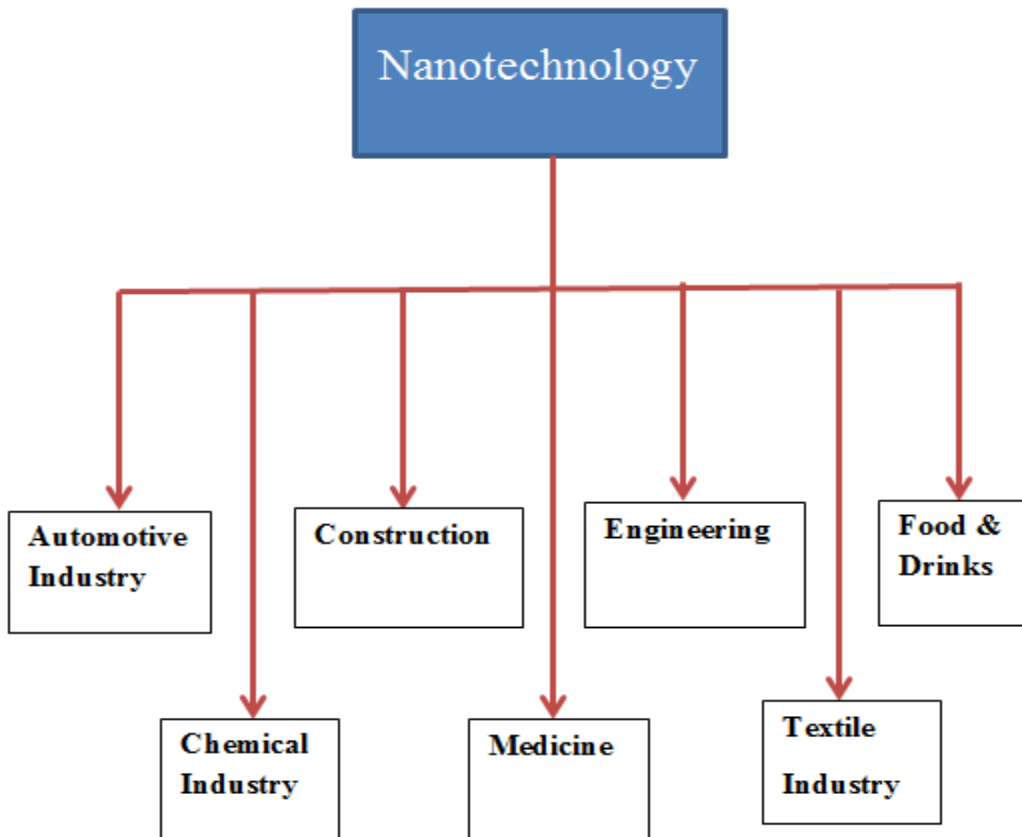 Nanotechnology
Automotive
Industry
Construction
Engineering
Food &
Drinks
Chemical
Industry
Medicine
Textile
Industry